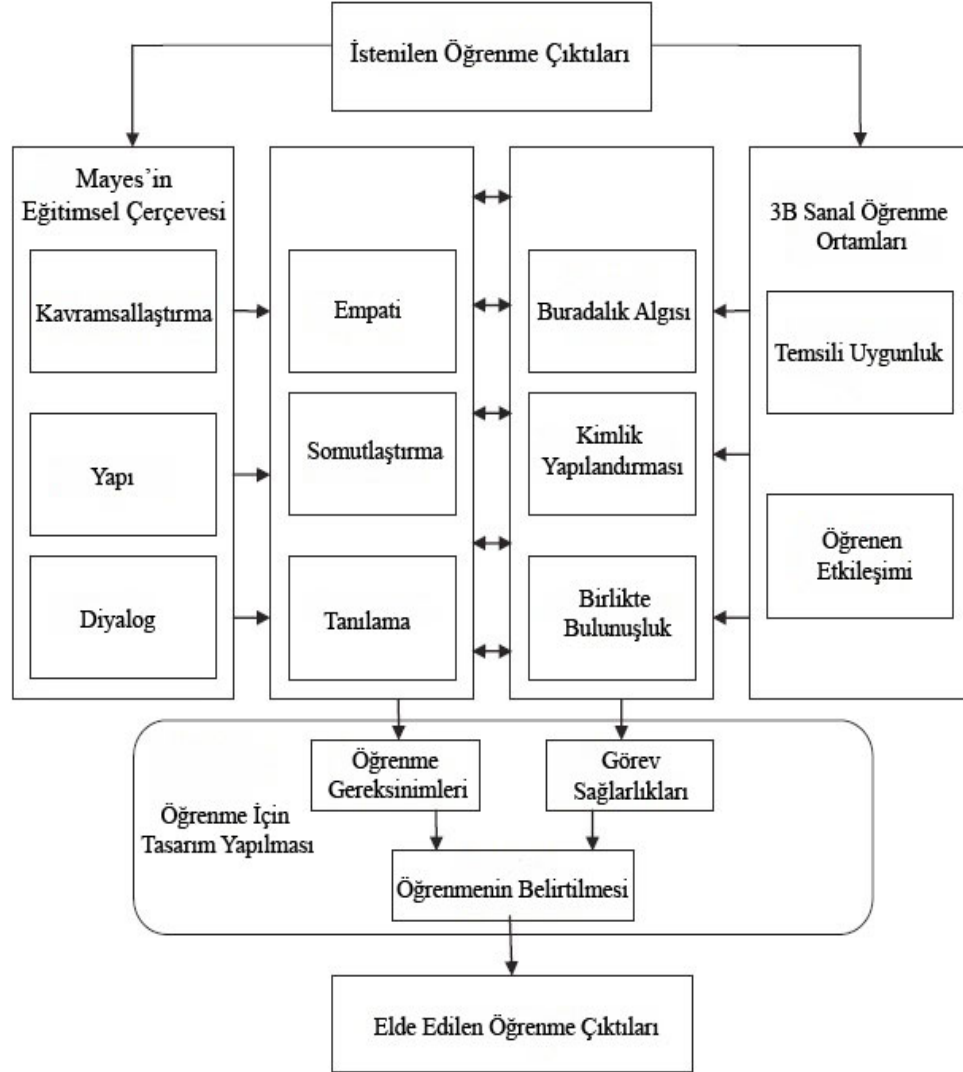 İstenilen Öğrenme Çıktıları
Mayes’in
Eğitimsel Çerçevesi
Kavramsallaştırma
Yapı
Diyalog
Empati
Somutlaştırma
Tanılama
Buradalık Algısı
Kimlik
Yapılandırması
Birlikte
Bulunuşluk
3B Sanal Öğrenme
Ortamları
Temsili Uygunluk
Öğrenen
Etkileşimi
Öğrenme İçin
Tasarım Yapılması
Öğrenme
Gereksinimleri
Görev
Sağlarlıkları
Öğrenmenin Belirtilmesi
Elde Edilen Öğrenme Çıktıları